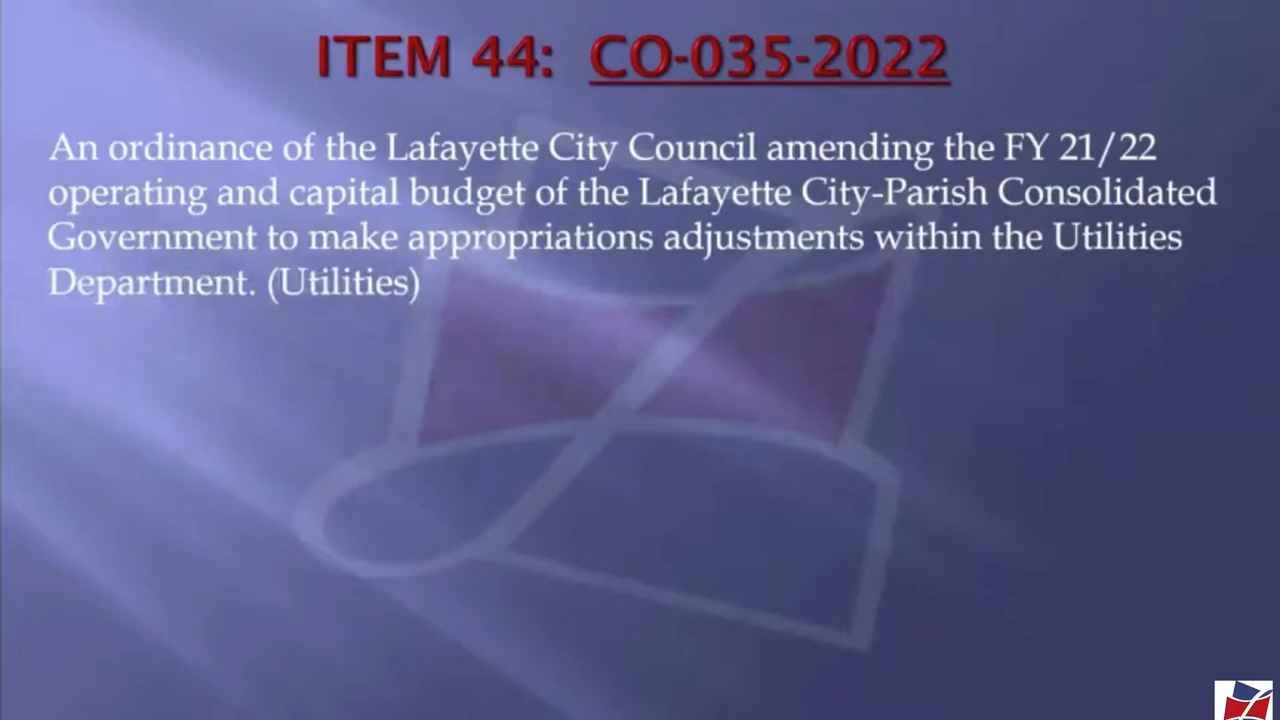 ITEM 44: CO-035-2022
An ordinance of the Lafayette City Council amending the FY 21/22
operating and capital budget of the Lafayette City-Parish Consolidated
Government to make appropriations adjustments within the Utilities
Department. (Utilities)